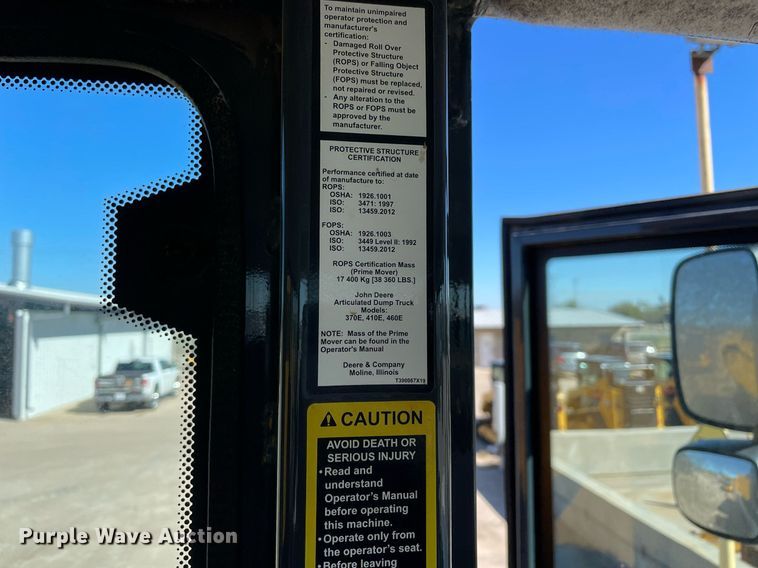 To maintain unimpaired
operator protection and
manufacturer's
certification:
- Damaged Roll Over
Protective Structure
(ROPS) or Falling Object
Protective Structure
(FOPS) must be replaced,
not repaired or revised.
- Any alteration to the
ROPS or FOPS must be
approved by the
manufacturer.
PROTECTIVE STRUCTURE
CERTIFICATION
Performance certified at date
of manufacture to:
ROPS:
OSHA: 1926.1001
ISO: 3471: 1997
ISO: 13459.2012
FOPS:
OSHA: 1926.1003
ISO: 3449 Level II: 1992
ISO: 13459.2012
ROPS Certification Mass
(Prime Mover)
17 400 Kg [38 360 LBS.]
John Deere
Articulated Dump Truck
Models:
370E, 410E, 460E
NOTE: Mass of the Prime
Mover can be found in the
Operator's Manual
Deere & Company
Moline, Illinois
T390967X19
CAUTION
AVOID DEATH OR
SERIOUS INJURY
• Read and
understand
Operator's Manual
before operating
this machine.
• Operate only from
the operator's seat.
• Before leaving
Purple Wave Auction